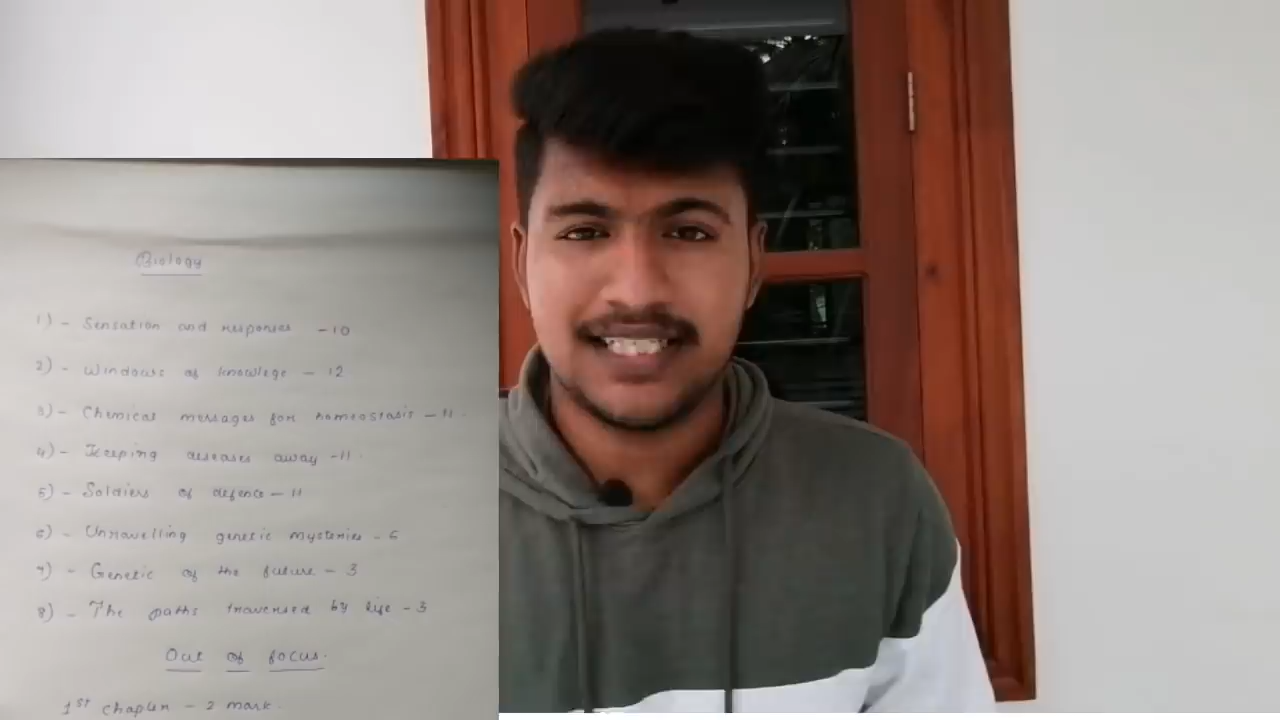 Biology
1) - Sensation and responses - 10
2) - Windows of knowlege - 12
3) - Chemical messages for homeostasis - 11.
4) - Keeping deseases away - 11.
5) - Soldiers of defence - 11
6) - Unravelling genetic mysteries - 6
7) - Genetic of the future - 3
8) - The paths traversed by life - 3
Out of focus.
1ST chapter - 2 mark.